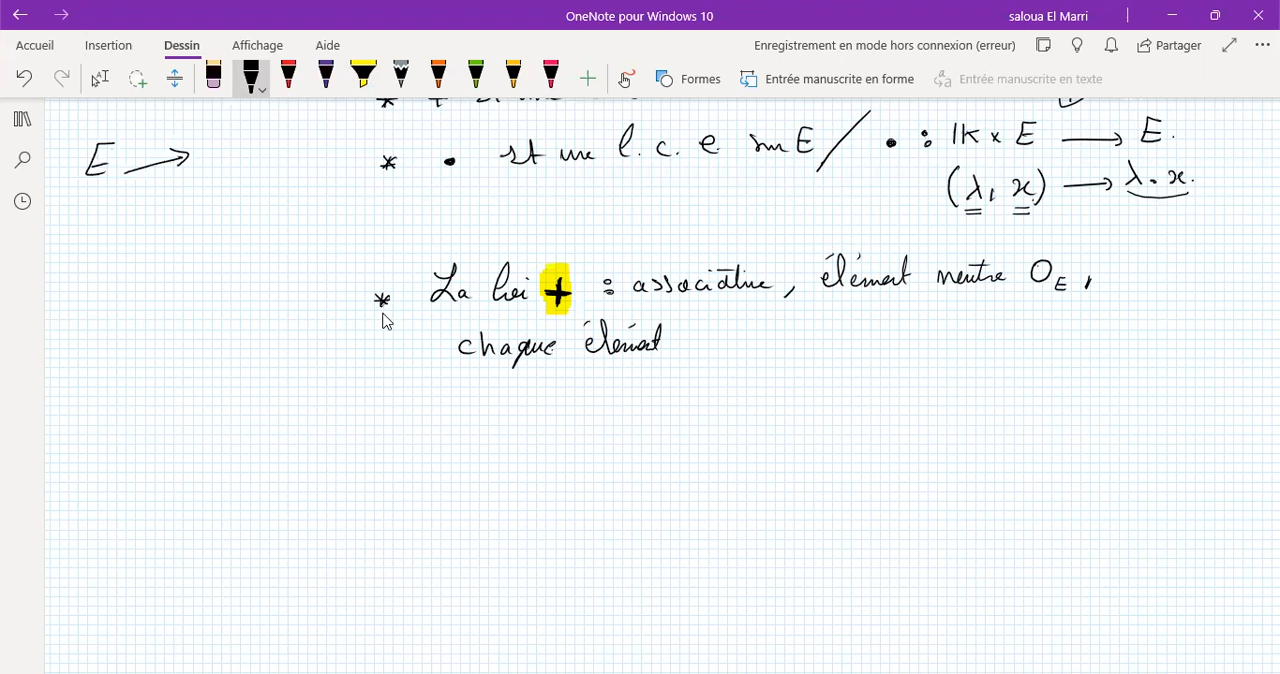 OneNote pour Windows 10
saloua El Marri
Accueil Insertion Dessin Affichage Aide
Enregistrement en mode hors connexion (erreur)
Partager
Formes
Entrée manuscrite en forme
Entrée manuscrite en texte
E →
* • est une l.c.e sur E / • : IK × E → E.
(λ, x) → λ . x.
* La loi + : associative, élément neutre O_E ,
chaque élément